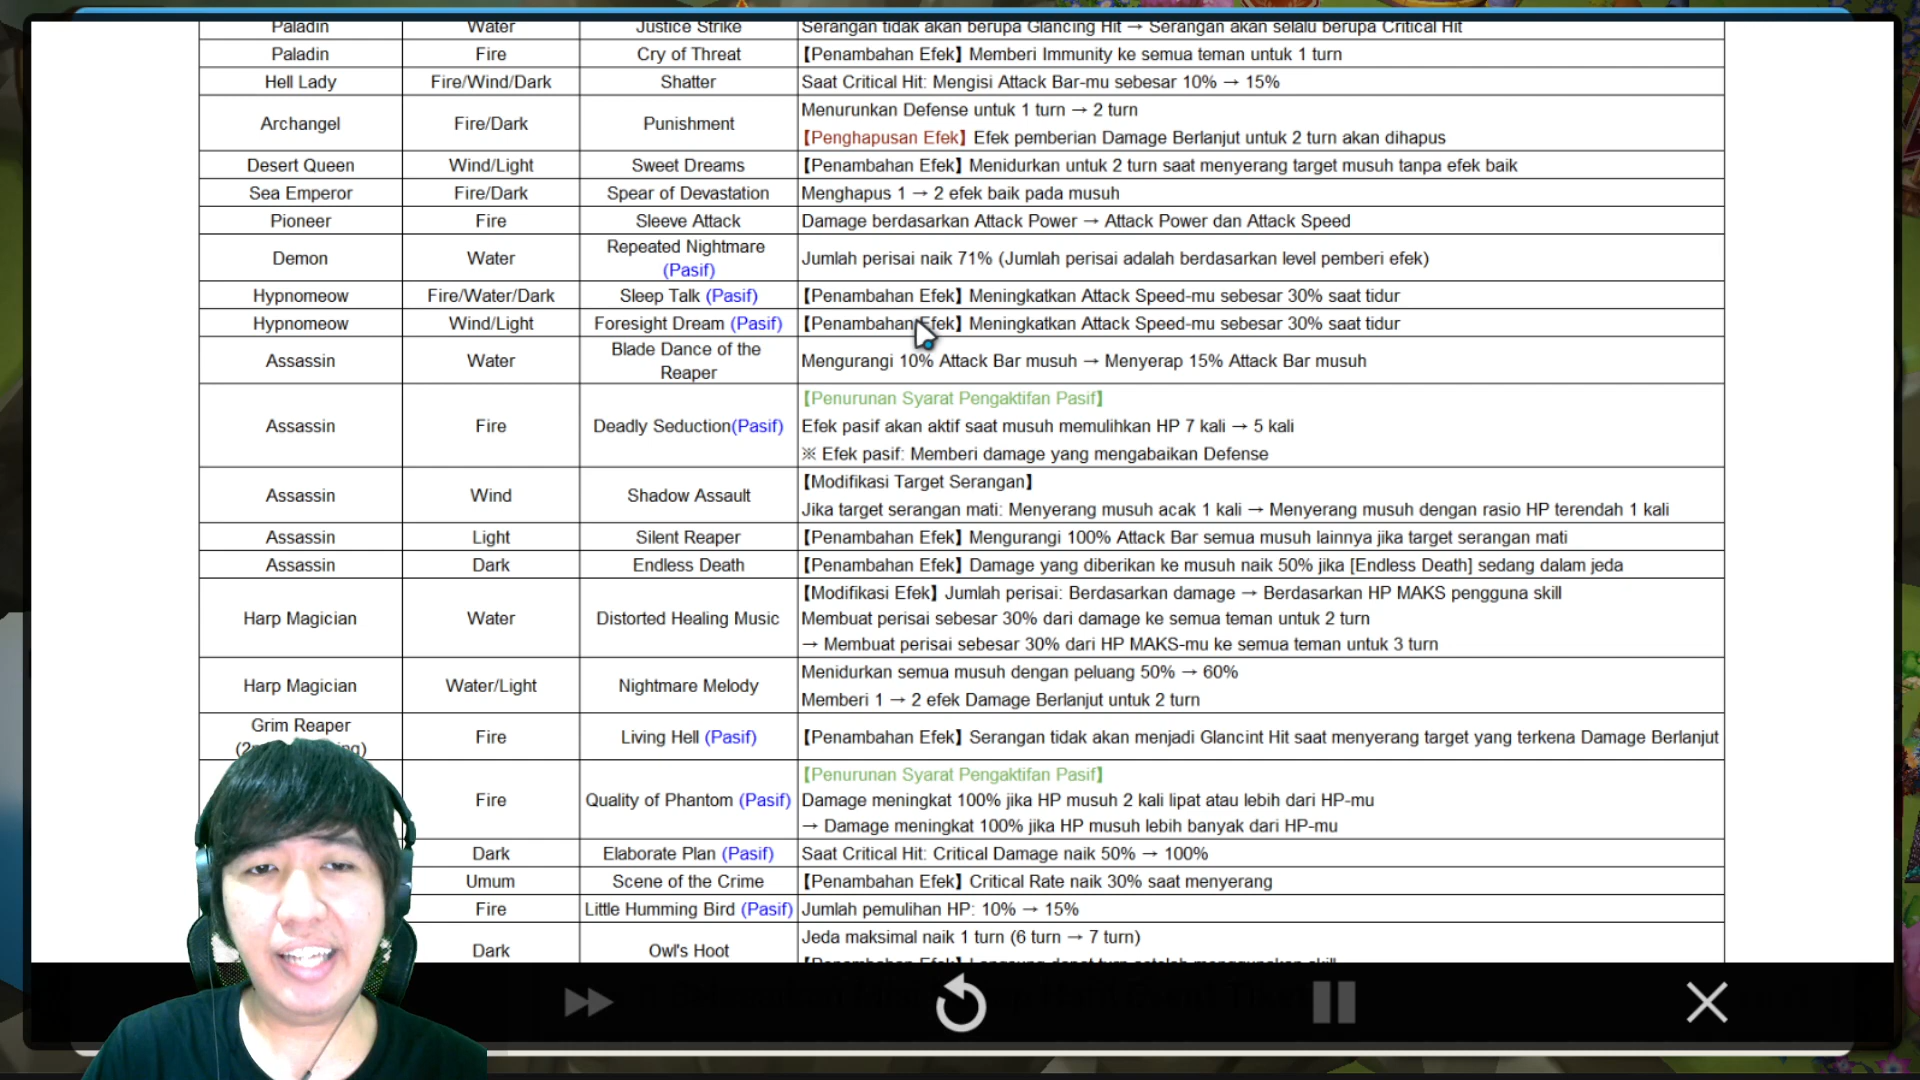 Paladin Water Justice Strike Serangan tidak akan berupa Glancing Hit → Serangan akan selalu berupa Critical Hit
Paladin Fire Cry of Threat 【Penambahan Efek】 Memberi Immunity ke semua teman untuk 1 turn
Hell Lady Fire/Wind/Dark Shatter Saat Critical Hit: Mengisi Attack Bar-mu sebesar 10% → 15%
Archangel Fire/Dark Punishment Menurunkan Defense untuk 1 turn → 2 turn
【Penghapusan Efek】 Efek pemberian Damage Berlanjut untuk 2 turn akan dihapus
Desert Queen Wind/Light Sweet Dreams 【Penambahan Efek】 Menidurkan untuk 2 turn saat menyerang target musuh tanpa efek baik
Sea Emperor Fire/Dark Spear of Devastation Menghapus 1 → 2 efek baik pada musuh
Pioneer Fire Sleeve Attack Damage berdasarkan Attack Power → Attack Power dan Attack Speed
Demon Water Repeated Nightmare
(Pasif) Jumlah perisai naik 71% (Jumlah perisai adalah berdasarkan level pemberi efek)
Hypnomeow Fire/Water/Dark Sleep Talk (Pasif) 【Penambahan Efek】 Meningkatkan Attack Speed-mu sebesar 30% saat tidur
Hypnomeow Wind/Light Foresight Dream (Pasif) 【Penambahan Efek】 Meningkatkan Attack Speed-mu sebesar 30% saat tidur
Assassin Water Blade Dance of the
Reaper Mengurangi 10% Attack Bar musuh → Menyerap 15% Attack Bar musuh
【Penurunan Syarat Pengaktifan Pasif】
Assassin Fire Deadly Seduction(Pasif) Efek pasif akan aktif saat musuh memulihkan HP 7 kali → 5 kali
※ Efek pasif: Memberi damage yang mengabaikan Defense
Assassin Wind Shadow Assault 【Modifikasi Target Serangan】
Jika target serangan mati: Menyerang musuh acak 1 kali → Menyerang musuh dengan rasio HP terendah 1 kali
Assassin Light Silent Reaper 【Penambahan Efek】 Mengurangi 100% Attack Bar semua musuh lainnya jika target serangan mati
Assassin Dark Endless Death 【Penambahan Efek】 Damage yang diberikan ke musuh naik 50% jika [Endless Death] sedang dalam jeda
【Modifikasi Efek】 Jumlah perisai: Berdasarkan damage → Berdasarkan HP MAKS pengguna skill
Harp Magician Water Distorted Healing Music Membuat perisai sebesar 30% dari damage ke semua teman untuk 2 turn
→ Membuat perisai sebesar 30% dari HP MAKS-mu ke semua teman untuk 3 turn
Harp Magician Water/Light Nightmare Melody Menidurkan semua musuh dengan peluang 50% → 60%
Memberi 1 → 2 efek Damage Berlanjut untuk 2 turn
Grim Reaper Fire Living Hell (Pasif) 【Penambahan Efek】 Serangan tidak akan menjadi Glancint Hit saat menyerang target yang terkena Damage Berlanjut
【Penurunan Syarat Pengaktifan Pasif】
Fire Quality of Phantom (Pasif) Damage meningkat 100% jika HP musuh 2 kali lipat atau lebih dari HP-mu
→ Damage meningkat 100% jika HP musuh lebih banyak dari HP-mu
Dark Elaborate Plan (Pasif) Saat Critical Hit: Critical Damage naik 50% → 100%
Umum Scene of the Crime 【Penambahan Efek】 Critical Rate naik 30% saat menyerang
Fire Little Humming Bird (Pasif) Jumlah pemulihan HP: 10% → 15%
Dark Owl's Hoot Jeda maksimal naik 1 turn (6 turn → 7 turn)